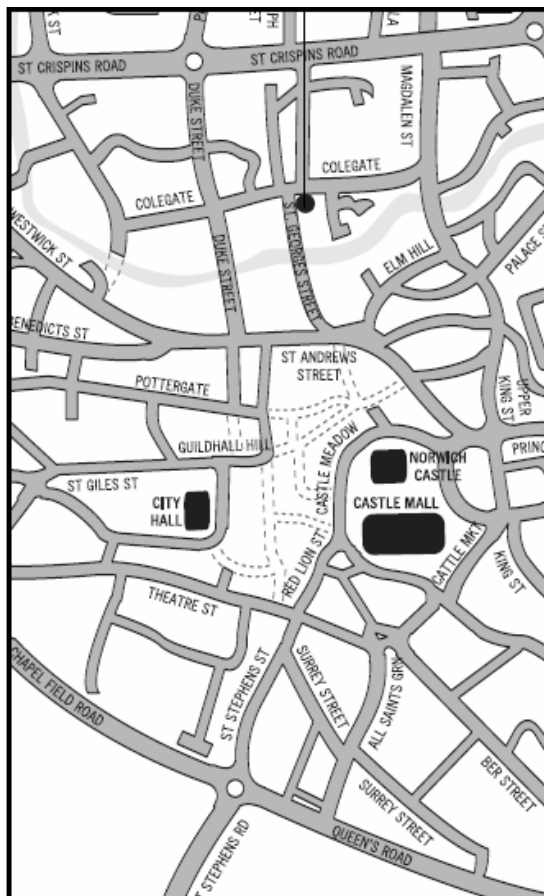 ST CRISPINS ROAD
ST CRISPINS ROAD
DUKE STREET
MAGDALEN ST
COLEGATE
COLEGATE
WESTWICK ST
DUKE STREET
ST. GEORGES STREET
ELM HILL
PALACE S
BENEDICTS ST
ST ANDREWS
STREET
POTTERGATE
UPPER
KING ST
GUILDHALL HILL
CASTLE MEADOW
NORWICH
CASTLE
PRINC
ST GILES ST
CITY
HALL
CASTLE MALL
RED LION ST.
CATTLE MKT
KING ST
THEATRE ST
CHAPEL FIELD ROAD
ST STEPHENS ST
SURREY STREET
ALL SAINTS GRN
BER STREET
SURREY STREET
QUEEN'S ROAD
ST STEPHENS RD